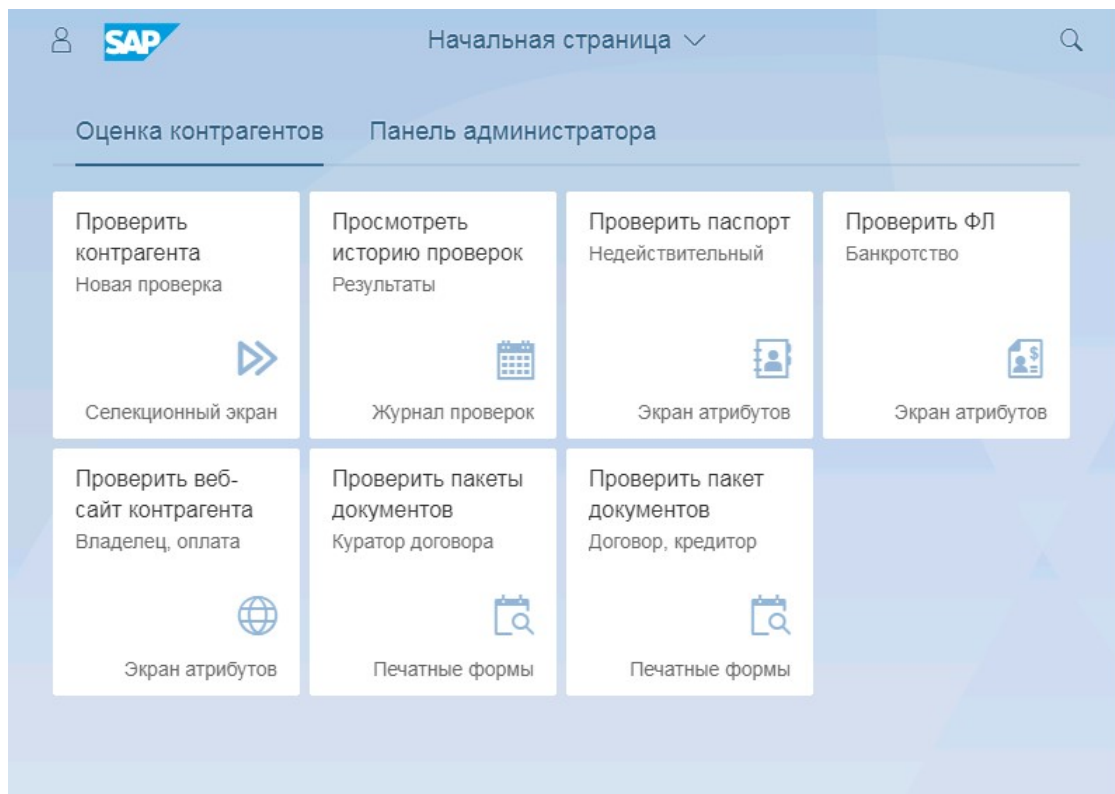 SAP
Начальная страница
Оценка контрагентов
Панель администратора
Проверить
контрагента
Новая проверка
Селекционный экран
Просмотреть
историю проверок
Результаты
Журнал проверок
Проверить паспорт
Недействительный
Экран атрибутов
Проверить ФЛ
Банкротство
Экран атрибутов
Проверить веб-
сайт контрагента
Владелец, оплата
Экран атрибутов
Проверить пакеты
документов
Куратор договора
Печатные формы
Проверить пакет
документов
Договор, кредитор
Печатные формы